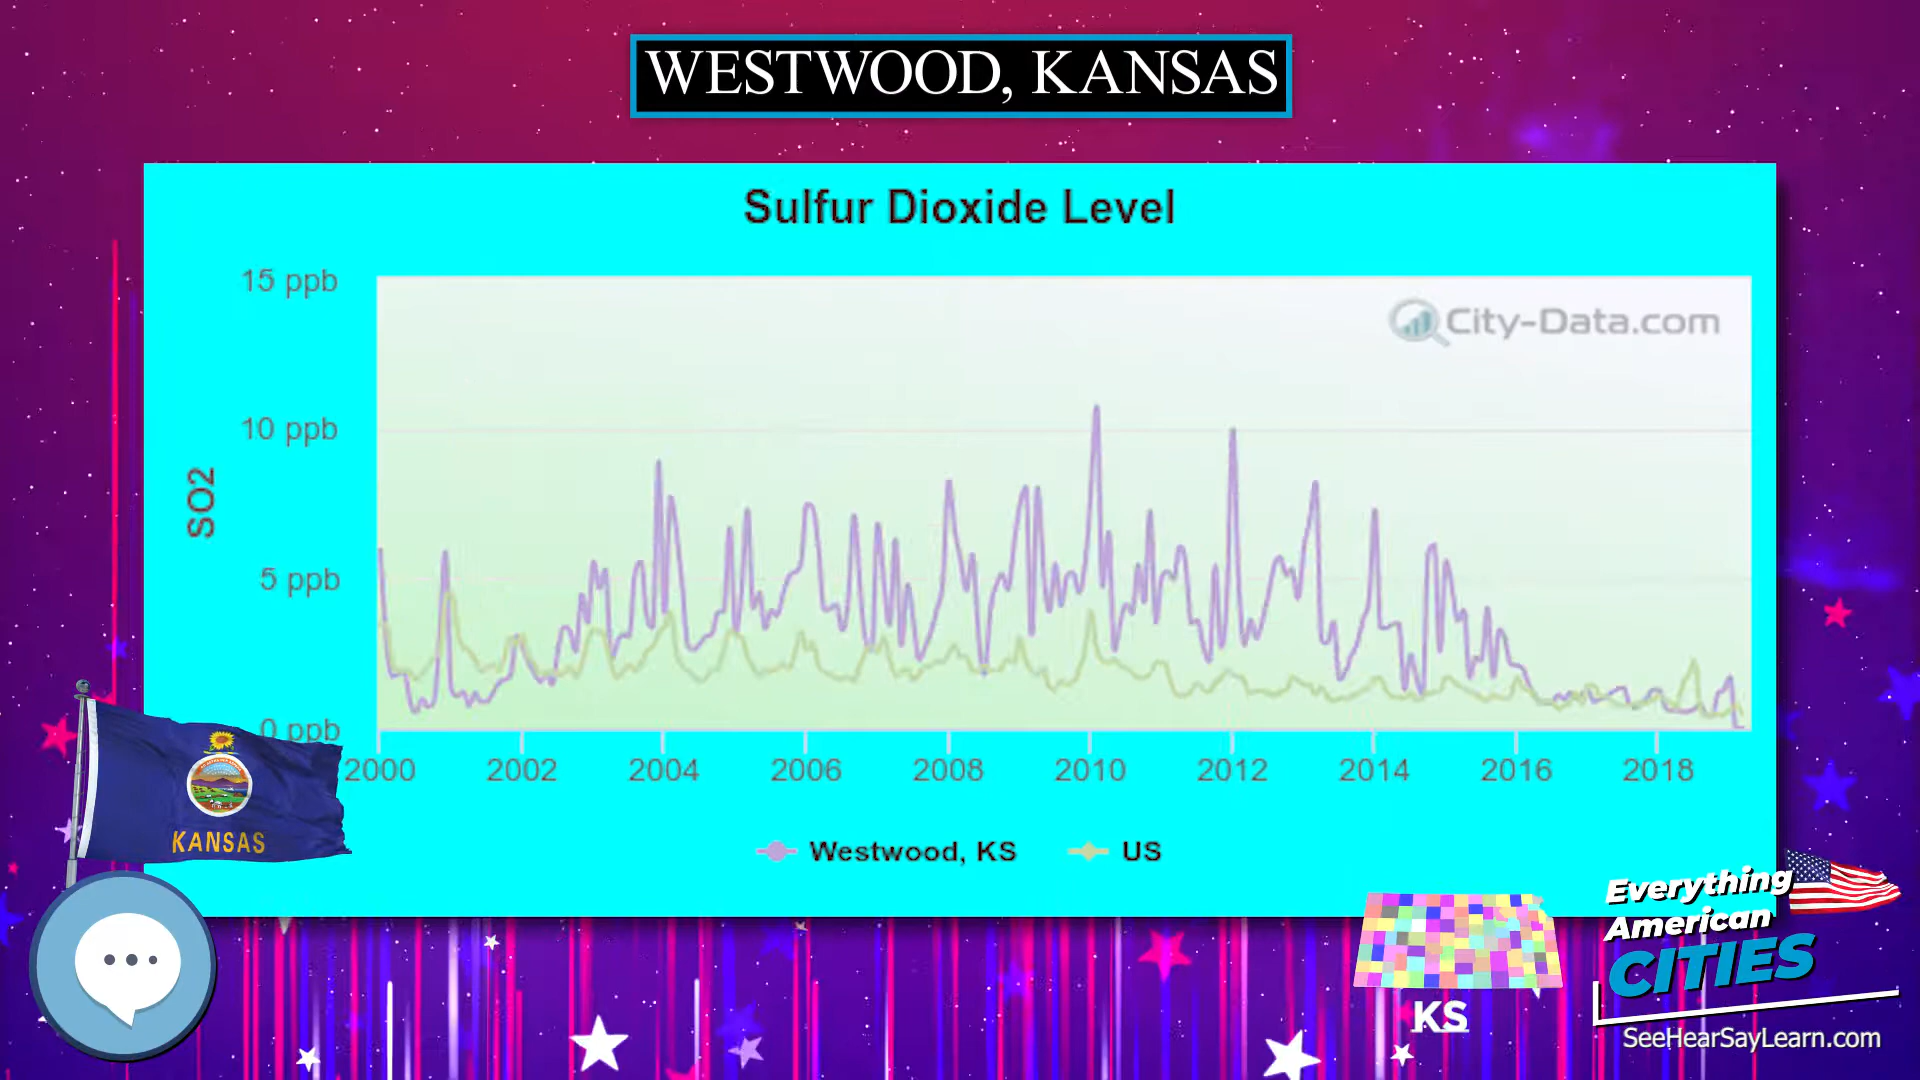 WESTWOOD, KANSAS
Sulfur Dioxide Level
15 ppb
City-Data.com
10 ppb
SO2
5 ppb
0 ppb
2000 2002 2004 2006 2008 2010 2012 2014 2016 2018
KANSAS
Westwood, KS US
Everything
American
CITIES
KS
SeeHearSayLearn.com